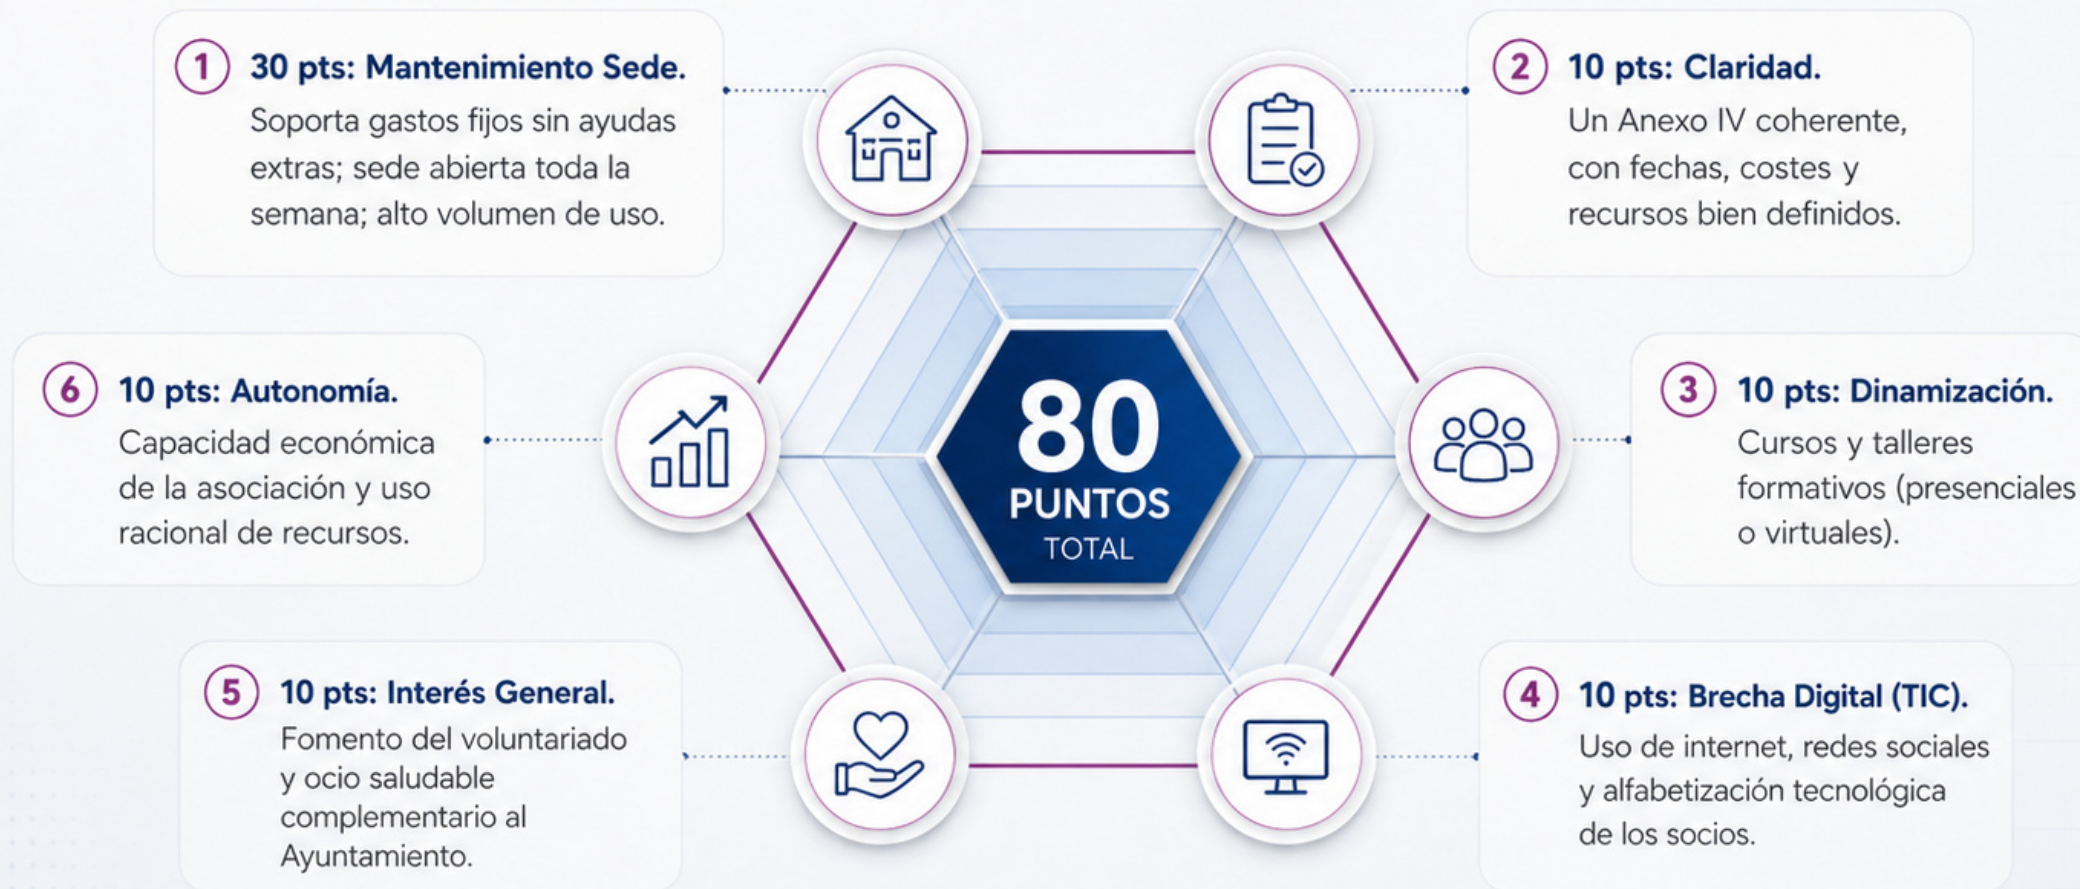 1
30 pts: Mantenimiento Sede.
Soporta gastos fijos sin ayudas
extras; sede abierta toda la
semana; alto volumen de uso.
2
10 pts: Claridad.
Un Anexo IV coherente,
con fechas, costes y
recursos bien definidos.
3
10 pts: Dinamización.
Cursos y talleres
formativos (presenciales
o virtuales).
4
10 pts: Brecha Digital (TIC).
Uso de internet, redes sociales
y alfabetización tecnológica
de los socios.
5
10 pts: Interés General.
Fomento del voluntariado
y ocio saludable
complementario al
Ayuntamiento.
6
10 pts: Autonomía.
Capacidad económica
de la asociación y uso
racional de recursos.
80
PUNTOS
TOTAL